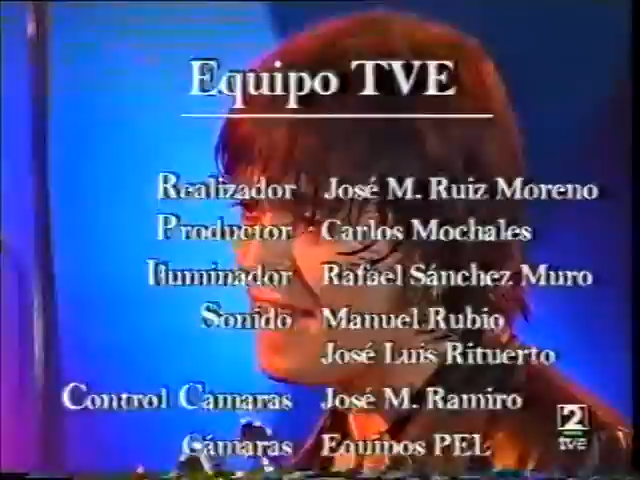 Equipo TVE
Realizador José M. Ruiz Moreno
Productor Carlos Mochales
Iluminador Rafael Sánchez Muro
Sonido Manuel Rubio
José Luis Rituerto
Control Cámaras José M. Ramiro
Cámaras Equipos PEL
2
tve